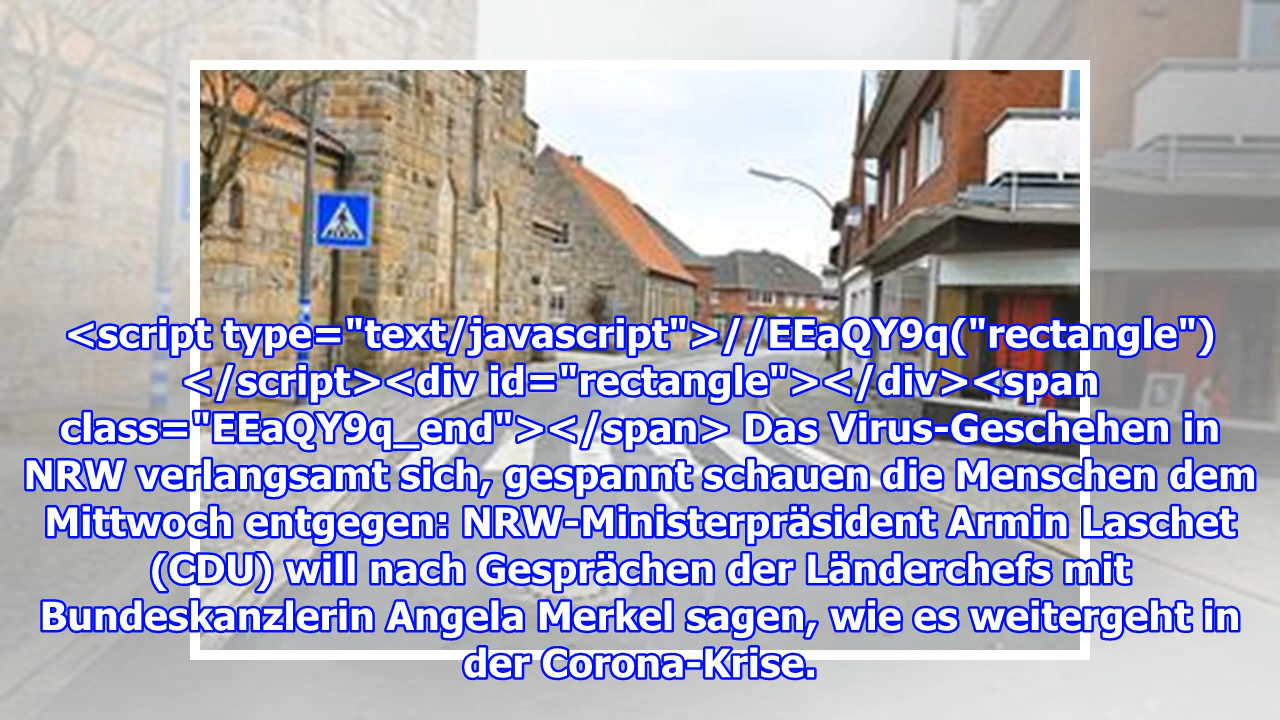 <script type="text/javascript">//EEaQY9q("rectangle")
</script><div id="rectangle"></div><span
class="EEaQY9q_end"></span> Das Virus-Geschehen in
NRW verlangsamt sich, gespannt schauen die Menschen dem
Mittwoch entgegen: NRW-Ministerpräsident Armin Laschet
(CDU) will nach Gesprächen der Länderchefs mit
Bundeskanzlerin Angela Merkel sagen, wie es weitergeht in
der Corona-Krise.